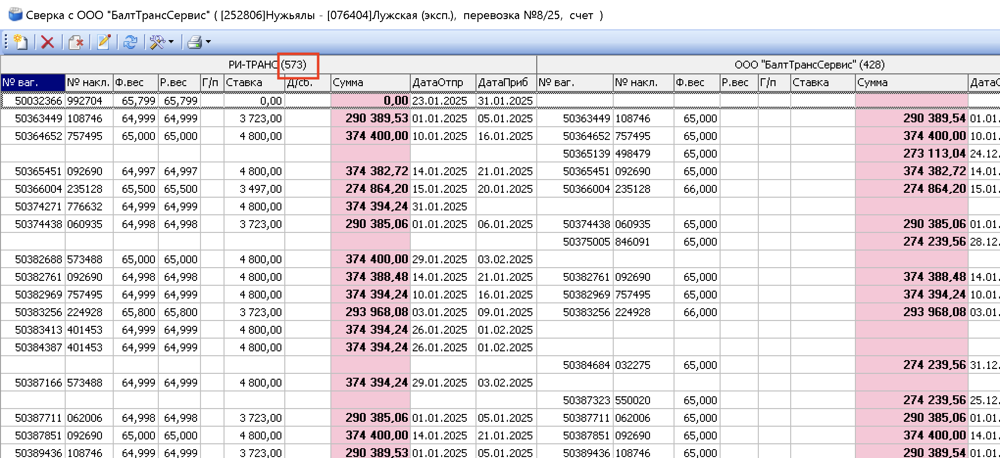 Сверка с ООО "БалтТрансСервис" ( [252806]Нужъялы - [076404]Лужская (эксп.), перевозка №8/25, счет )
РИ-ТРАНС (573) ООО "БалтТрансСервис" (428)
№ ваг. № накл. Ф.вес Р.вес Г/п Ставка Д/сб. Сумма ДатаОтпр ДатаПриб № ваг. № накл. Ф.вес Р.вес Г/п Ставка Сумма ДатаО
50032366 992704 65,799 65,799 0,00 0,00 23.01.2025 31.01.2025
50363449 108746 64,999 64,999 3 723,00 290 389,53 01.01.2025 05.01.2025 50363449 108746 65,000 290 389,54 01.01.
50364652 757495 65,000 65,000 4 800,00 374 400,00 10.01.2025 16.01.2025 50364652 757495 65,000 374 400,00 10.01.
50365139 498479 65,000 273 113,04 24.12.
50365451 092690 64,997 64,997 4 800,00 374 382,72 14.01.2025 21.01.2025 50365451 092690 65,000 374 382,72 14.01.
50366004 235128 65,500 65,500 3 497,00 274 864,20 15.01.2025 20.01.2025 50366004 235128 66,000 274 864,20 15.01.
50374271 776632 64,999 64,999 4 800,00 374 394,24 31.01.2025
50374438 060935 64,998 64,998 3 723,00 290 385,06 01.01.2025 06.01.2025 50374438 060935 65,000 290 385,06 01.01.
50375005 846091 65,000 274 239,56 28.12.
50382688 573488 65,000 65,000 4 800,00 374 400,00 29.01.2025 03.02.2025
50382761 092690 64,998 64,998 4 800,00 374 388,48 14.01.2025 21.01.2025 50382761 092690 65,000 374 388,48 14.01.
50382969 757495 64,999 64,999 4 800,00 374 394,24 10.01.2025 16.01.2025 50382969 757495 65,000 374 394,24 10.01.
50383256 224928 65,800 65,800 3 723,00 293 968,08 03.01.2025 09.01.2025 50383256 224928 66,000 293 968,08 03.01.
50383413 401453 64,999 64,999 4 800,00 374 394,24 26.01.2025 01.02.2025
50384387 401453 64,999 64,999 4 800,00 374 394,24 26.01.2025 01.02.2025
50384684 032275 65,000 274 239,56 31.12.
50387166 573488 64,999 64,999 4 800,00 374 394,24 29.01.2025 03.02.2025
50387323 550020 65,000 274 239,56 25.12.
50387711 062006 64,998 64,998 3 723,00 290 385,06 01.01.2025 05.01.2025 50387711 062006 65,000 290 385,06 01.01.
50387851 092690 65,000 65,000 4 800,00 374 400,00 14.01.2025 21.01.2025 50387851 092690 65,000 374 400,00 14.01.
50389436 108746 64,999 64,999 3 723,00 290 389,53 01.01.2025 05.01.2025 50389436 108746 65,000 290 389,54 01.01.